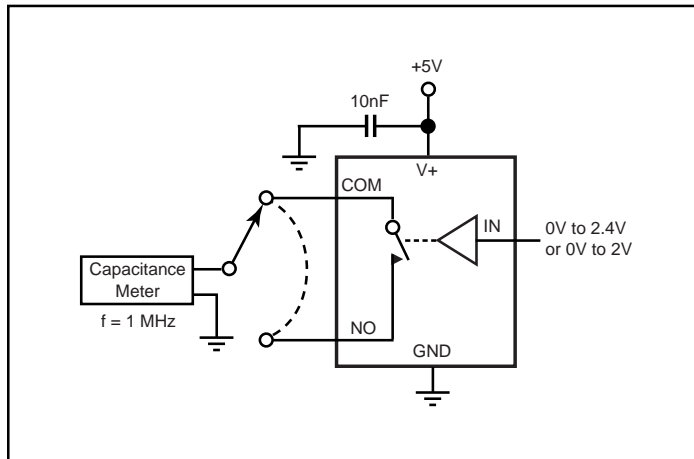 +5V
10nF
V+
COM
IN
0V to 2.4V
or 0V to 2V
Capacitance
Meter
f = 1 MHz
NO
GND